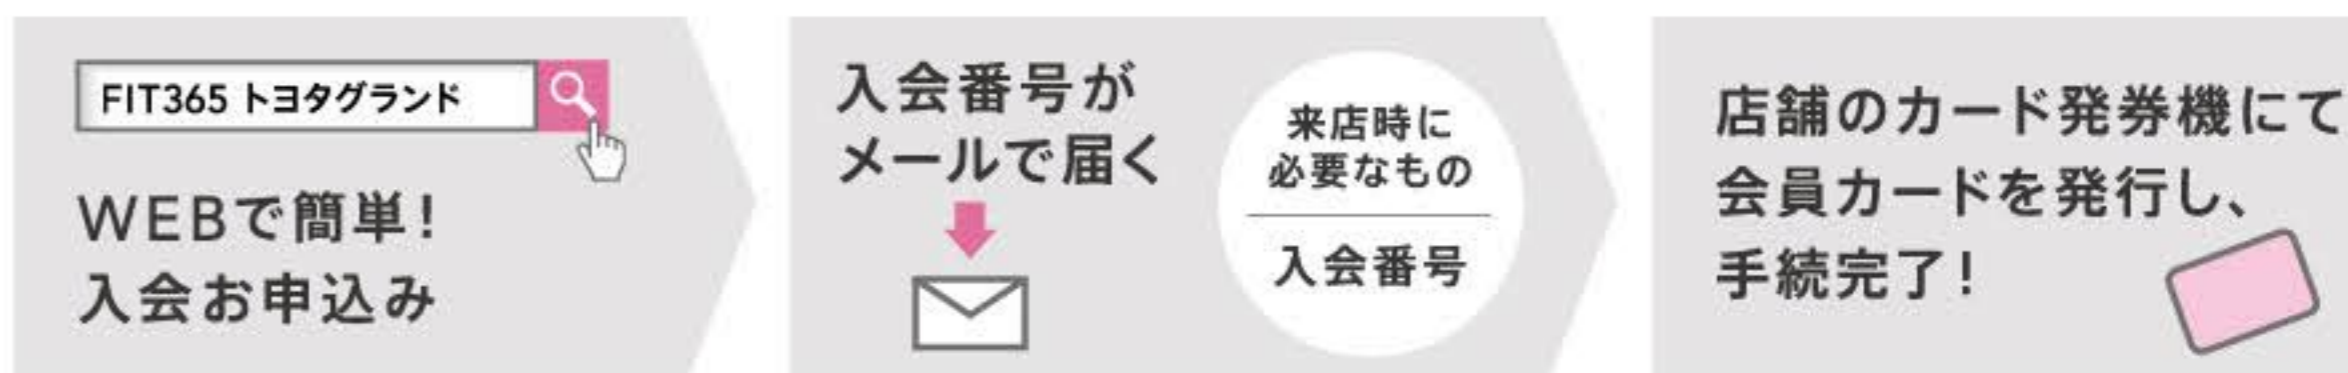 FIT365 トヨタグランド
WEBで簡単!
入会お申込み
入会番号が
メールで届く
来店時に
必要なもの
入会番号
店舗のカード発券機にて
会員カードを発行し、
手続完了!